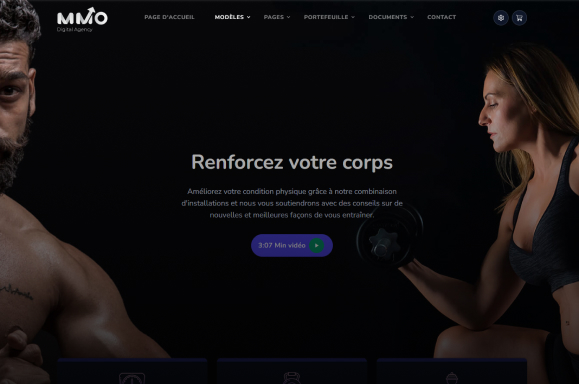 MMO
Digital Agency
PAGE D'ACCUEIL MODÈLES PAGES PORTEFEUILLE DOCUMENTS CONTACT
Renforcez votre corps
Améliorez votre condition physique grâce à notre combinaison
d'installations et nous vous soutiendrons avec des conseils sur de
nouvelles et meilleures façons de vous entraîner.
3:07 Min vidéo